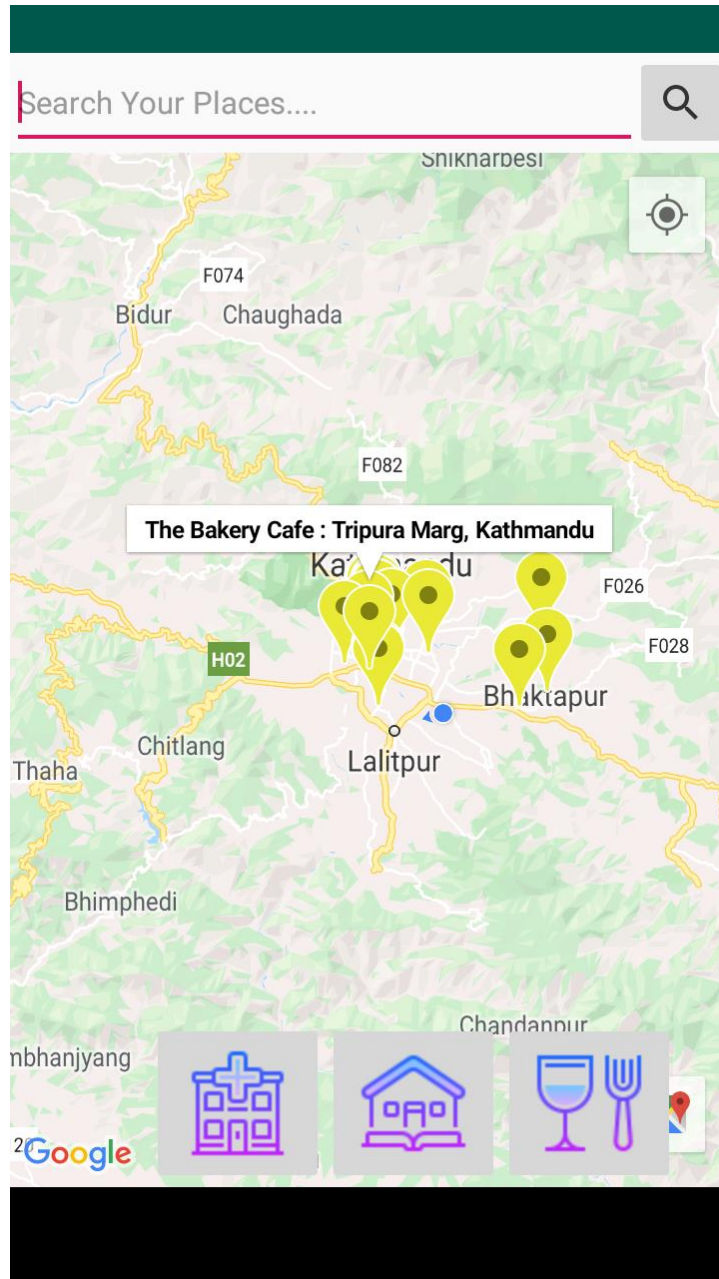 Search Your Places....
Shikharbesi
F074
Bidur
Chaughada
F082
The Bakery Cafe : Tripura Marg, Kathmandu
F026
H02
F028
Bhaktapur
Chitlang
Thaha
Lalitpur
Bhimphedi
Chandanpur
Google